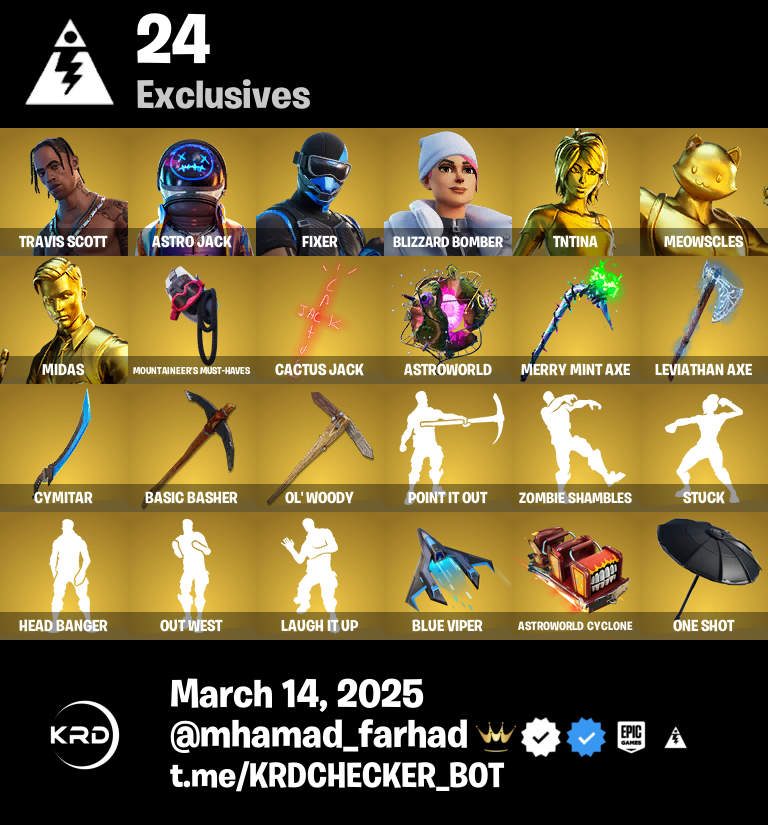 24
Exclusives
TRAVIS SCOTT
ASTRO JACK
FIXER
BLIZZARD BOMBER
TNTINA
MEOWSCLES
MIDAS
MOUNTAINEER'S MUST-HAVES
CACTUS JACK
ASTROWORLD
MERRY MINT AXE
LEVIATHAN AXE
CYMITAR
BASIC BASHER
OL' WOODY
POINT IT OUT
ZOMBIE SHAMBLES
STUCK
HEAD BANGER
OUT WEST
LAUGH IT UP
BLUE VIPER
ASTROWORLD CYCLONE
ONE SHOT
KRD
March 14, 2025
@mhamad_farhad
EPIC
GAMES
t.me/KRDCHECKER_BOT